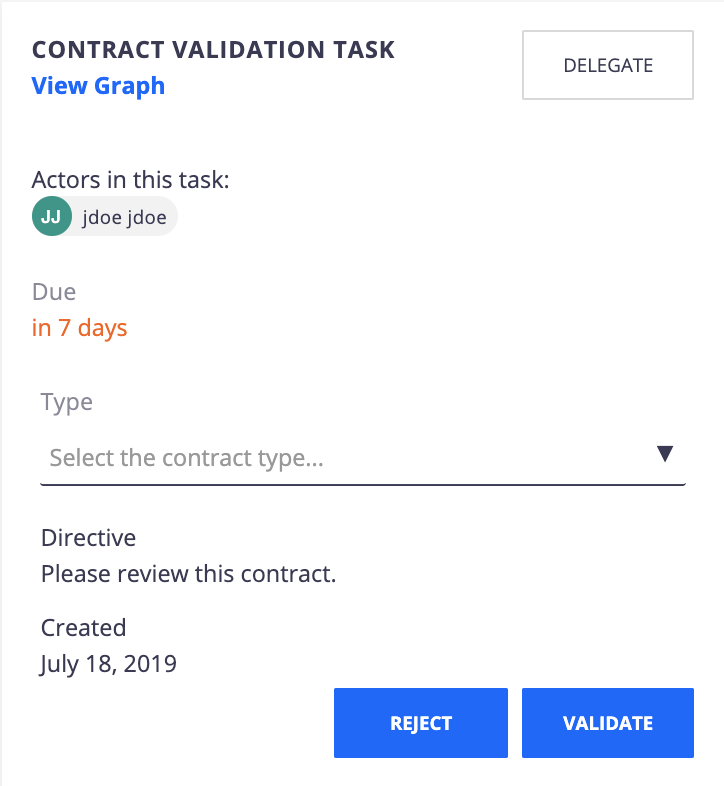 CONTRACT VALIDATION TASK
View Graph
DELEGATE
Actors in this task:
JJ jdoe jdoe
Due
in 7 days
Type
Select the contract type...
Directive
Please review this contract.
Created
July 18, 2019
REJECT VALIDATE